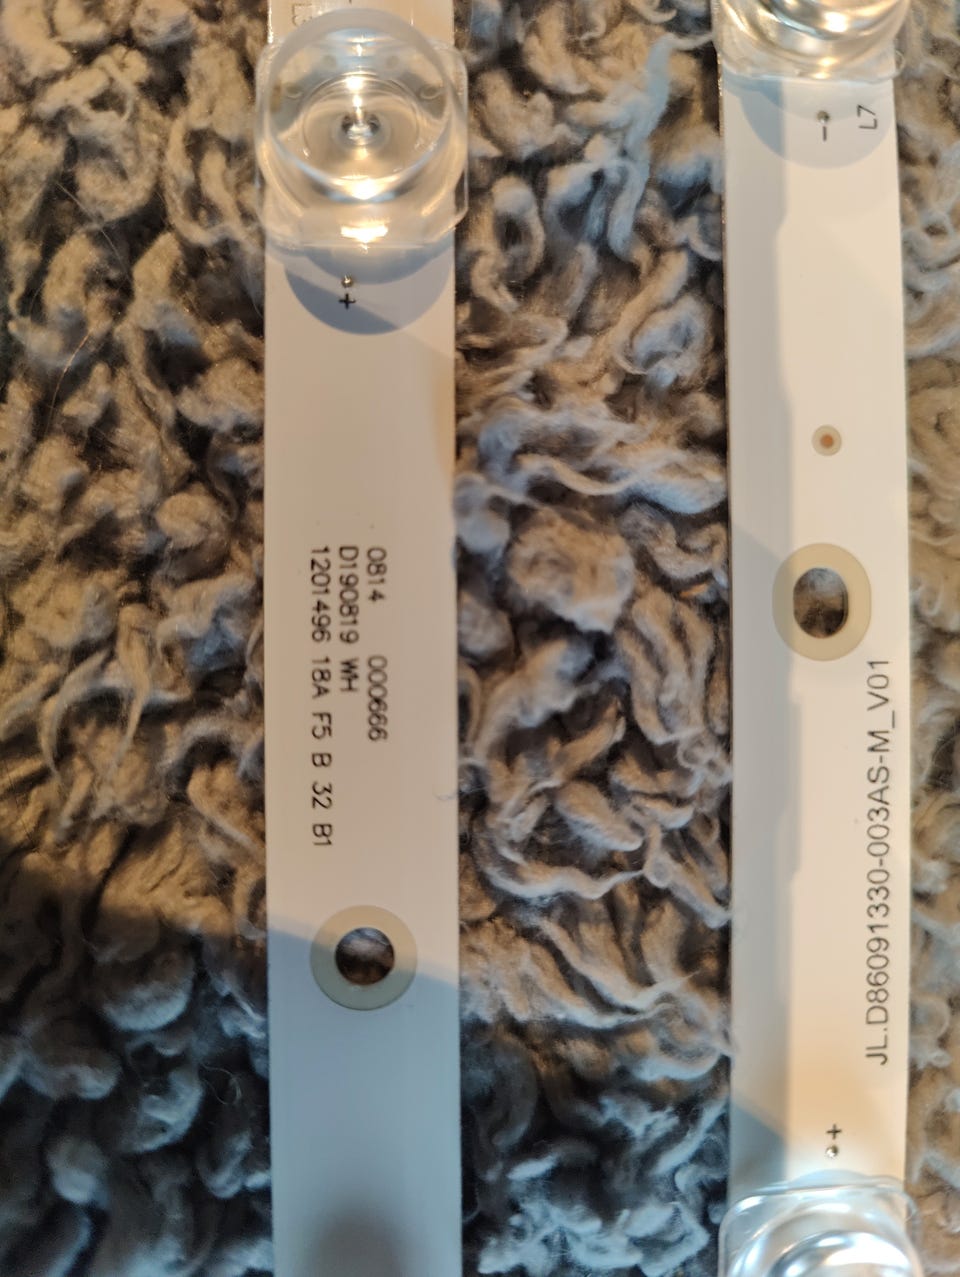 0814 000666
D190819 WH
1201496 18A F5 B 32 B1
+
-
L7
JL.D86091330-003AS-M_V01
+